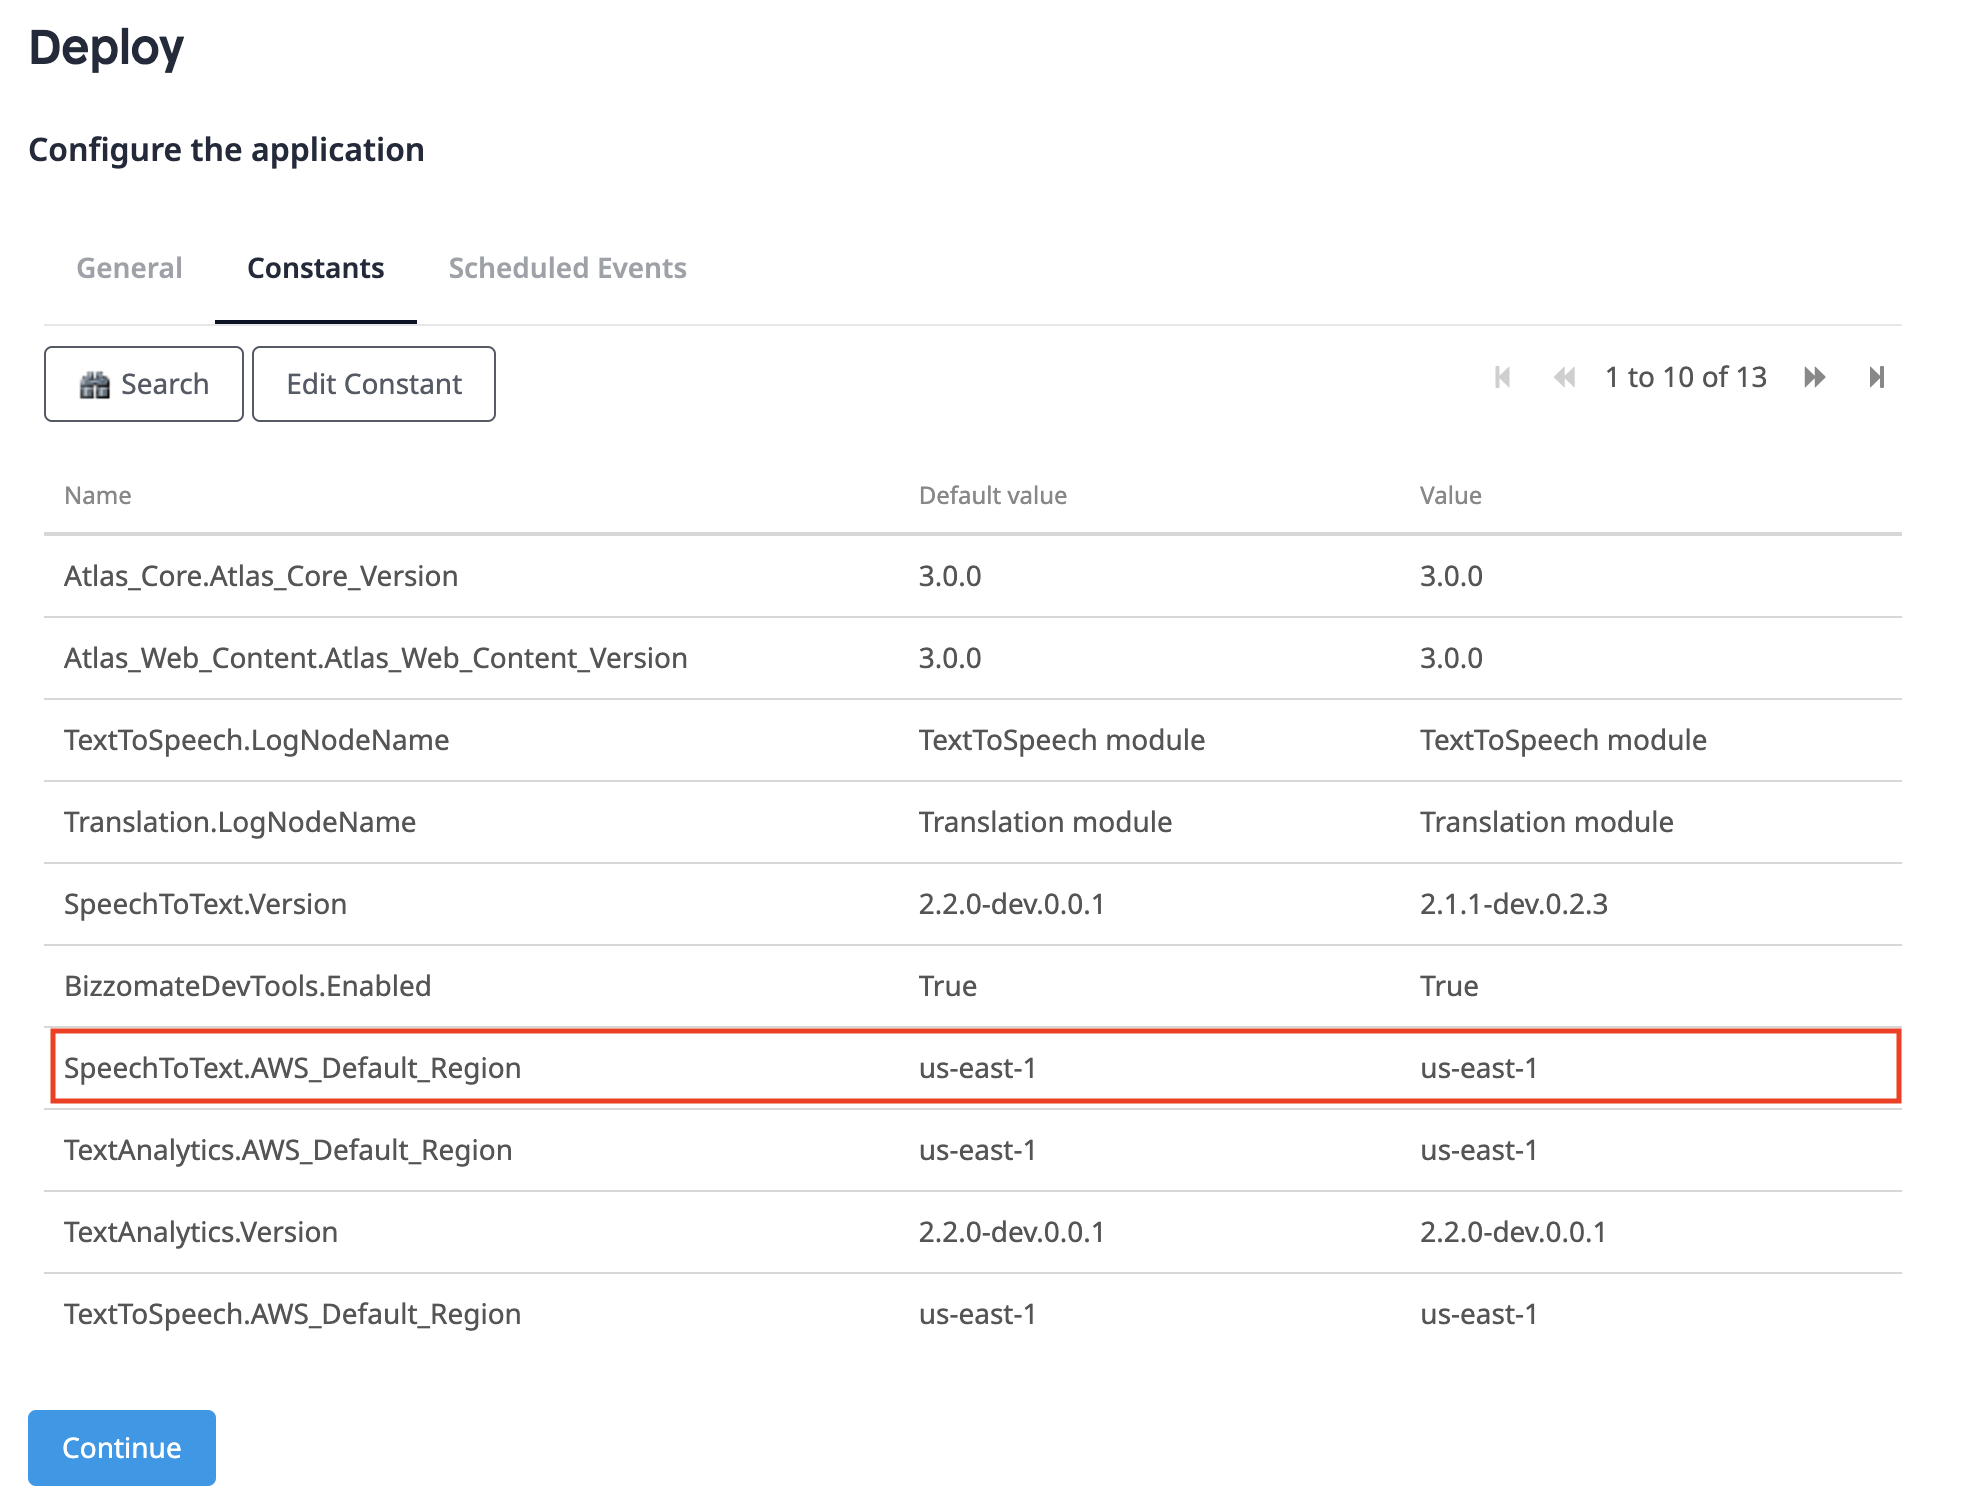 Deploy
Configure the application
General Constants Scheduled Events
Search Edit Constant 1 to 10 of 13
Name Default value Value
Atlas_Core.Atlas_Core_Version 3.0.0 3.0.0
Atlas_Web_Content.Atlas_Web_Content_Version 3.0.0 3.0.0
TextToSpeech.LogNodeName TextToSpeech module TextToSpeech module
Translation.LogNodeName Translation module Translation module
SpeechToText.Version 2.2.0-dev.0.0.1 2.1.1-dev.0.2.3
BizzomateDevTools.Enabled True True
SpeechToText.AWS_Default_Region us-east-1 us-east-1
TextAnalytics.AWS_Default_Region us-east-1 us-east-1
TextAnalytics.Version 2.2.0-dev.0.0.1 2.2.0-dev.0.0.1
TextToSpeech.AWS_Default_Region us-east-1 us-east-1
Continue